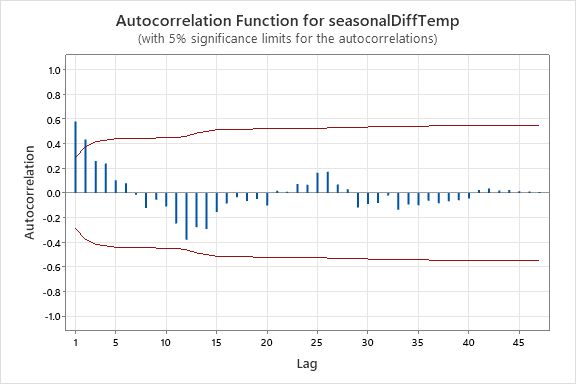 Autocorrelation Function for seasonalDiffTemp
(with 5% significance limits for the autocorrelations)
1.0
0.8
0.6
0.4
0.2
0.0
-0.2
-0.4
-0.6
-0.8
-1.0
Autocorrelation
1 5 10 15 20 25 30 35 40 45
Lag